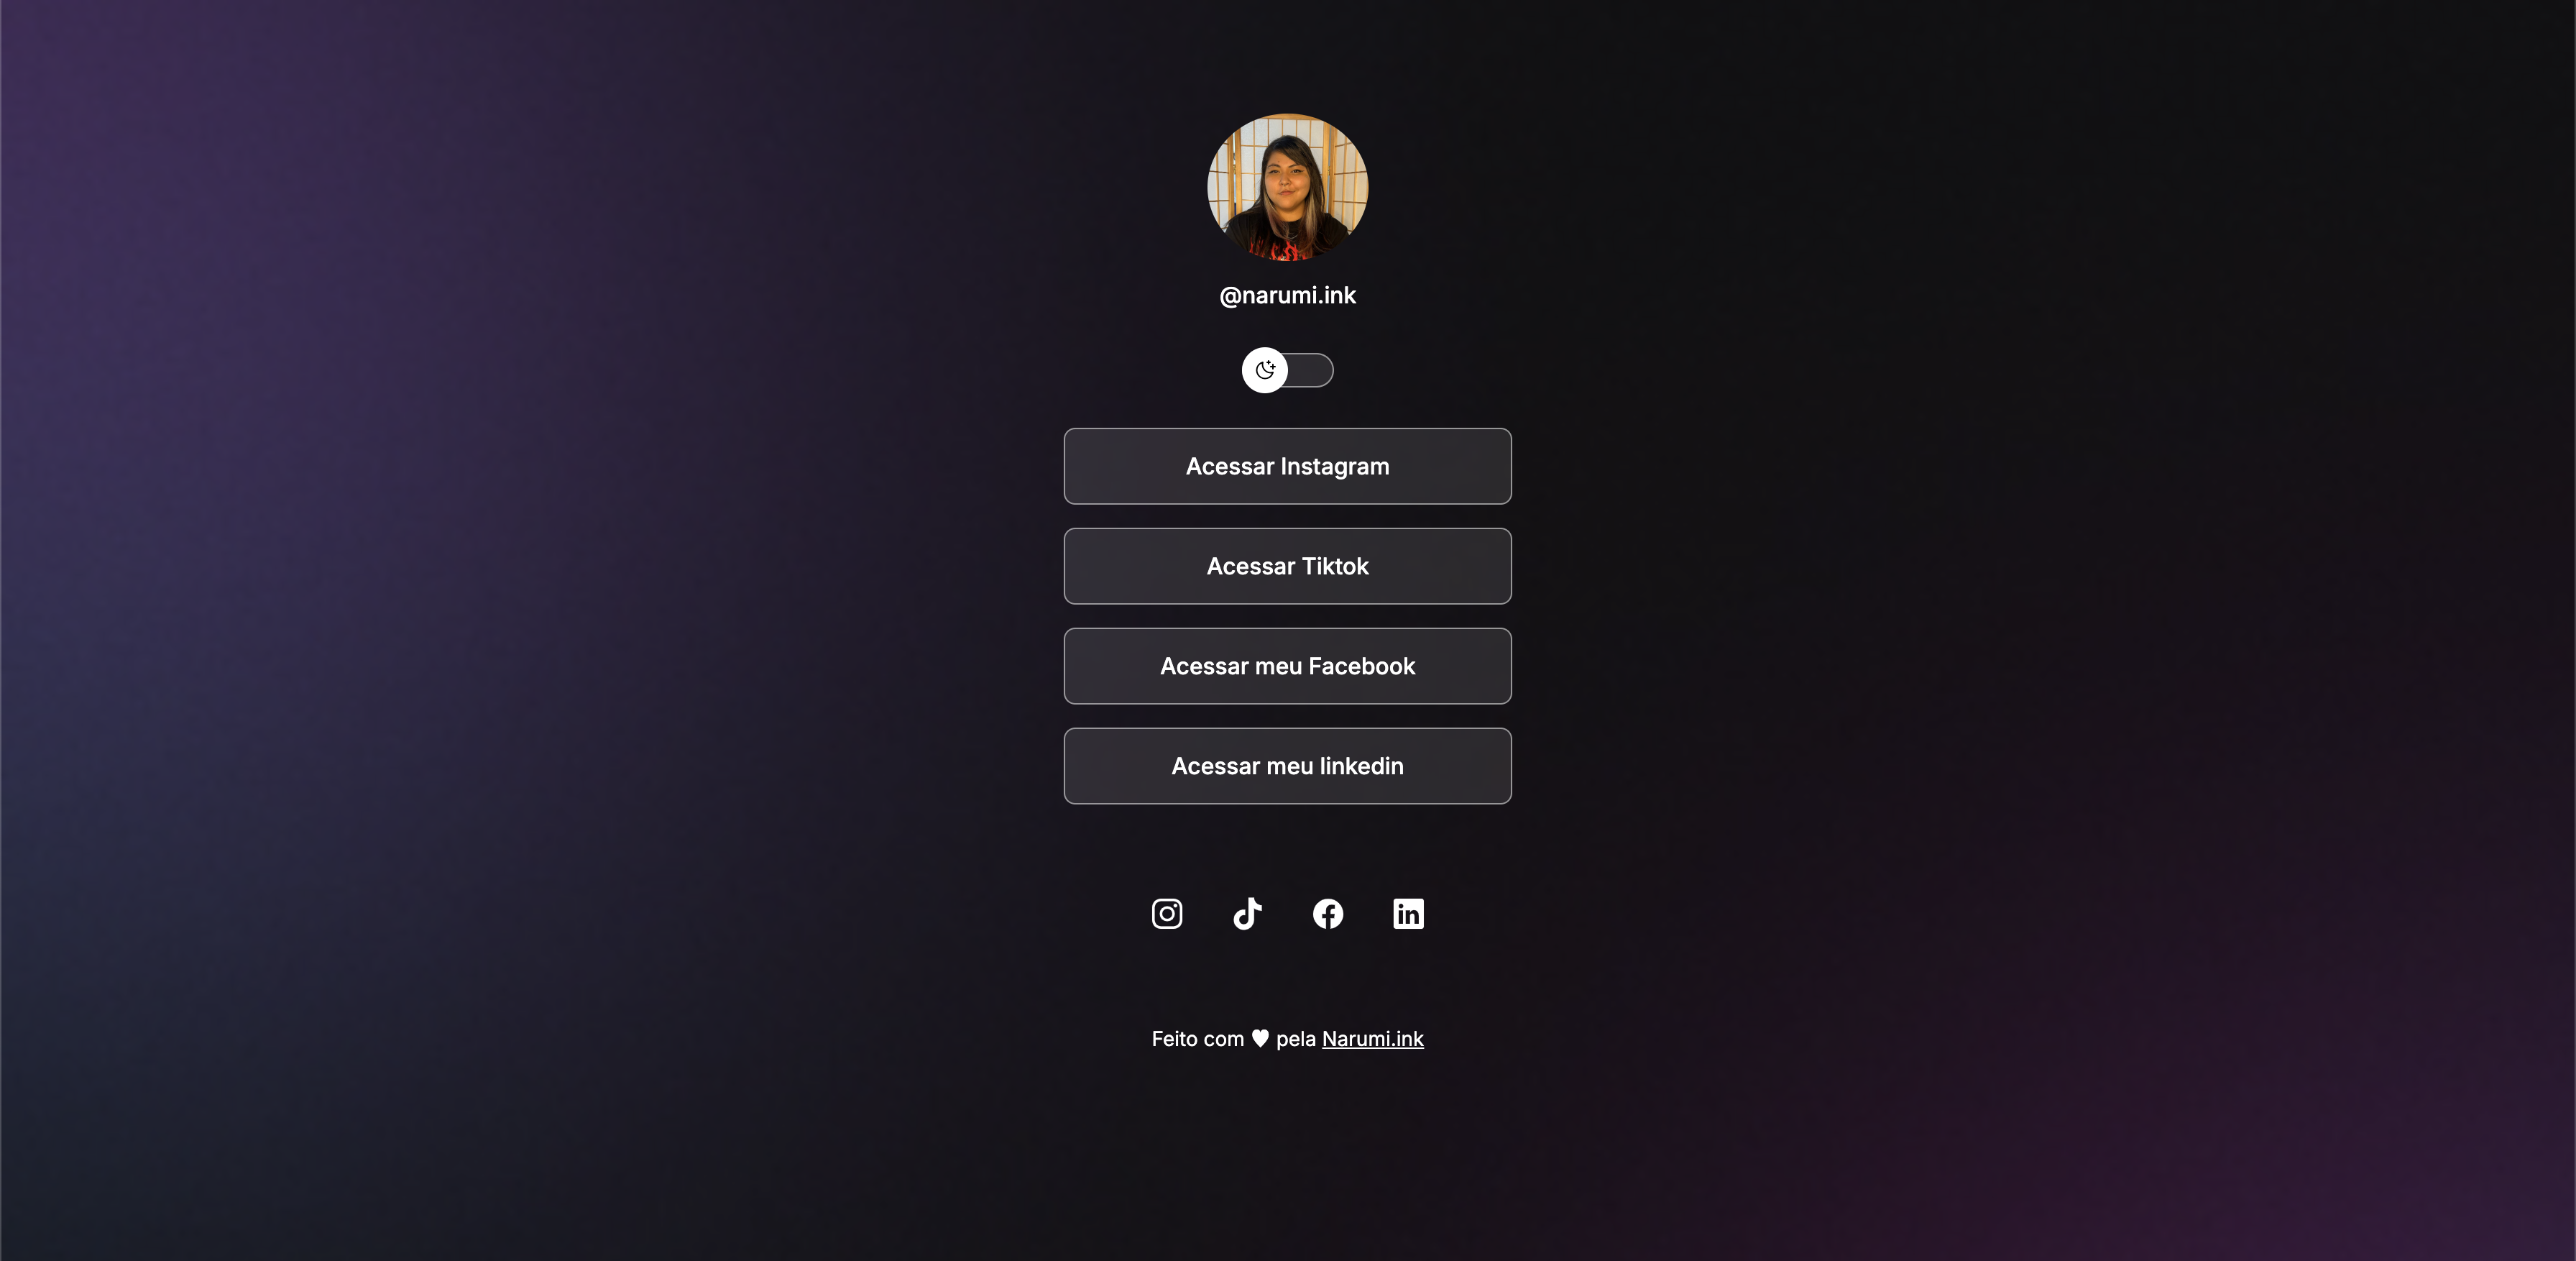 @narumi.ink
Acessar Instagram
Acessar Tiktok
Acessar meu Facebook
Acessar meu linkedin
Feito com ♥ pela Narumi.ink